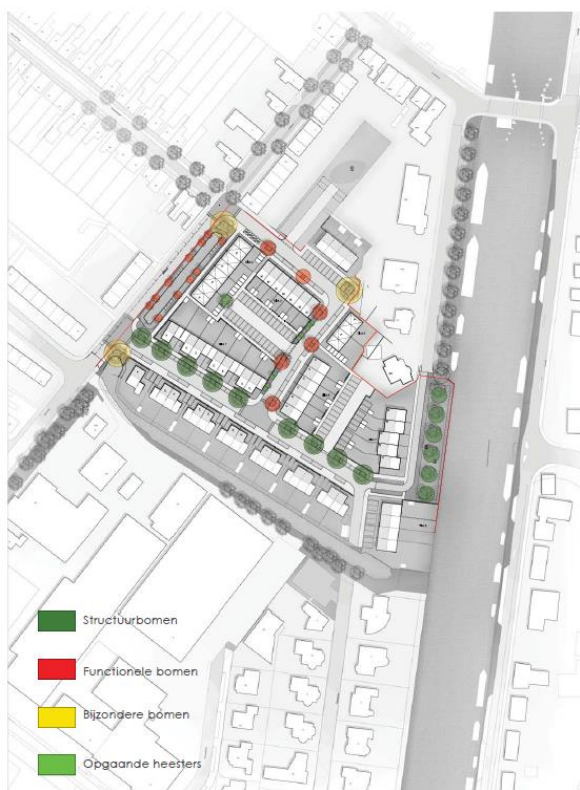 Structuurbomen
Functionele bomen
Bijzondere bomen
Opgaande heesters